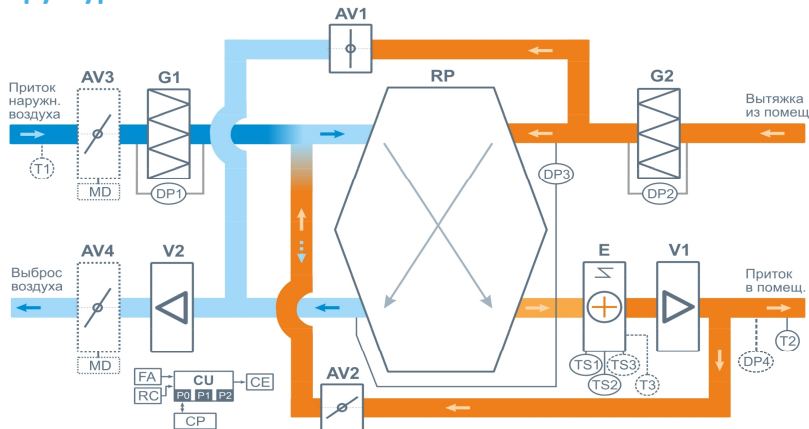 AV1
AV3
G1
RP
G2
Приток
наружн.
воздуха
Вытяжка
из помещ
T1
MD
DP1
DP3
DP2
AV4
V2
E
V1
Выброс
воздуха
Приток
в помещ.
MD
TS1
TS3
TS2
T3
DP4
T2
FA
RC
CU
P0 P1 P2
CE
CP
AV2